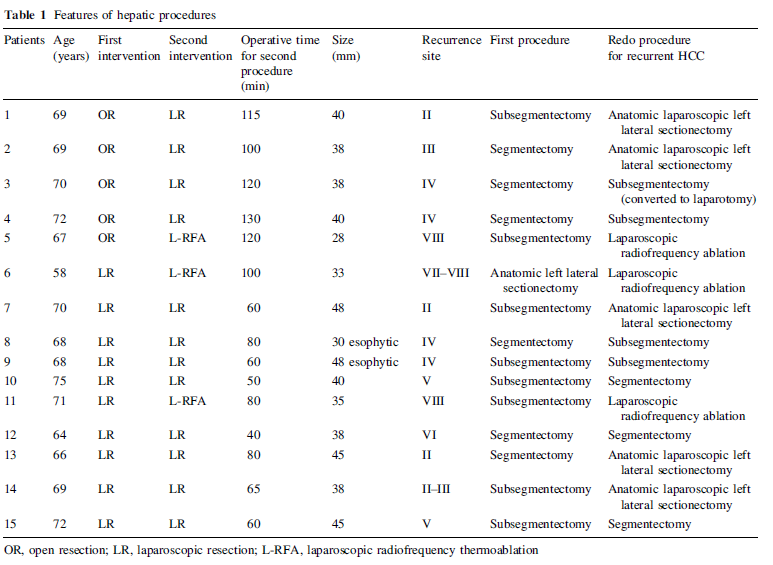 Table 1 Features of hepatic procedures
Patients Age First Second Operative time Size Recurrence First procedure Redo procedure
(years) intervention intervention for second (mm) site for recurrent HCC
procedure
(min)
1 69 OR LR 115 40 II Subsegmentectomy Anatomic laparoscopic left
lateral sectionectomy
2 69 OR LR 100 38 III Segmentectomy Anatomic laparoscopic left
lateral sectionectomy
3 70 OR LR 120 38 IV Segmentectomy Subsegmentectomy
(converted to laparotomy)
4 72 OR LR 130 40 IV Segmentectomy Subsegmentectomy
5 67 OR L-RFA 120 28 VIII Subsegmentectomy Laparoscopic
radiofrequency ablation
6 58 LR L-RFA 100 33 VII–VIII Anatomic left lateral Laparoscopic
sectionectomy radiofrequency ablation
7 70 LR LR 60 48 II Subsegmentectomy Anatomic laparoscopic left
lateral sectionectomy
8 68 LR LR 80 30 esophytic IV Segmentectomy Subsegmentectomy
9 68 LR LR 60 48 esophytic IV Subsegmentectomy Subsegmentectomy
10 75 LR LR 50 40 V Subsegmentectomy Segmentectomy
11 71 LR L-RFA 80 35 VIII Subsegmentectomy Laparoscopic
radiofrequency ablation
12 64 LR LR 40 38 VI Segmentectomy Segmentectomy
13 66 LR LR 80 45 II Segmentectomy Anatomic laparoscopic left
lateral sectionectomy
14 69 LR LR 65 38 II–III Subsegmentectomy Anatomic laparoscopic left
lateral sectionectomy
15 72 LR LR 60 45 V Subsegmentectomy Segmentectomy
OR, open resection; LR, laparoscopic resection; L-RFA, laparoscopic radiofrequency thermoablation